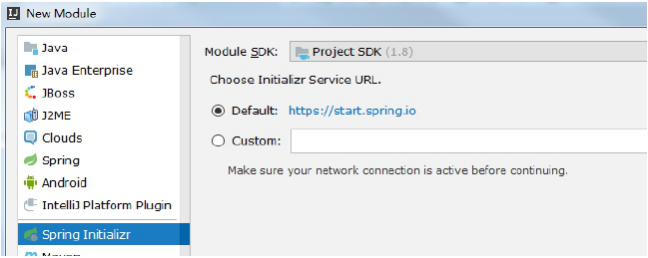 New Module
Java
Java Enterprise
JBoss
J2ME
Clouds
Spring
Android
IntelliJ Platform Plugin
Spring Initializr
Maven
Module SDK: Project SDK (1.8)
Choose Initializr Service URL.
Default: https://start.spring.io
Custom:
Make sure your network connection is active before continuing.